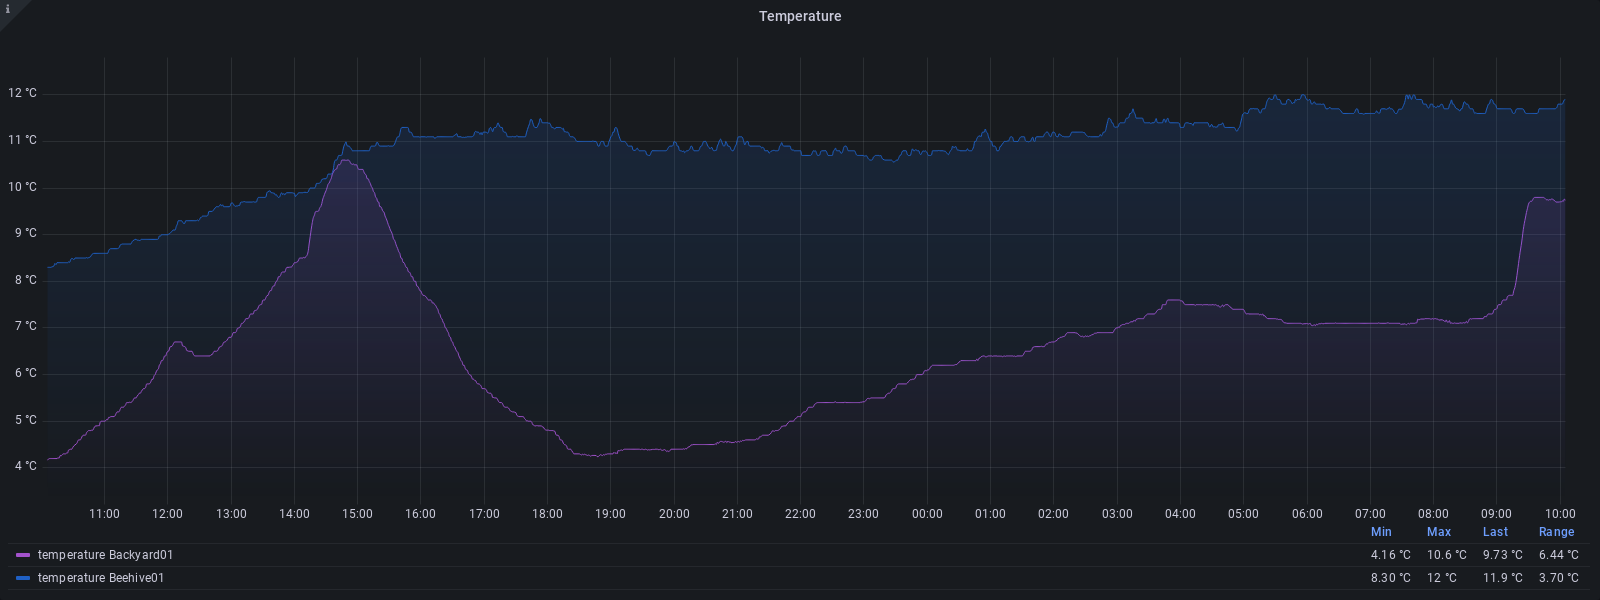 i
Temperature
12 °C
11 °C
10 °C
9 °C
8 °C
7 °C
6 °C
5 °C
4 °C
11:00 12:00 13:00 14:00 15:00 16:00 17:00 18:00 19:00 20:00 21:00 22:00 23:00 00:00 01:00 02:00 03:00 04:00 05:00 06:00 07:00 08:00 09:00 10:00
Min Max Last Range
temperature Backyard01 4.16 °C 10.6 °C 9.73 °C 6.44 °C
temperature Beehive01 8.30 °C 12 °C 11.9 °C 3.70 °C